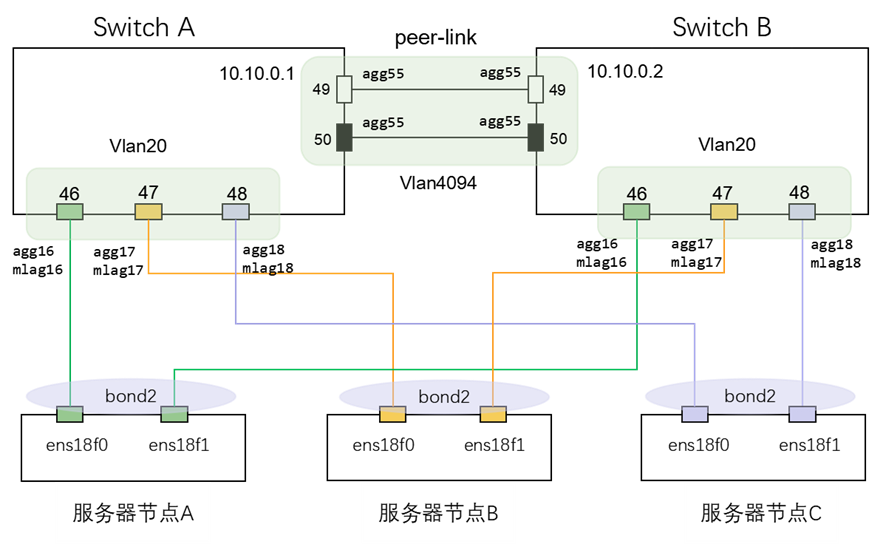 Switch A
peer-link
Switch B
10.10.0.1
agg55
agg55
10.10.0.2
49
49
agg55
agg55
50
50
Vlan20
Vlan4094
Vlan20
46
47
48
46
47
48
agg16
mlag16
agg17
mlag17
agg18
mlag18
agg16
mlag16
agg17
mlag17
agg18
mlag18
bond2
bond2
bond2
ens18f0
ens18f1
ens18f0
ens18f1
ens18f0
ens18f1
服务器节点A
服务器节点B
服务器节点C